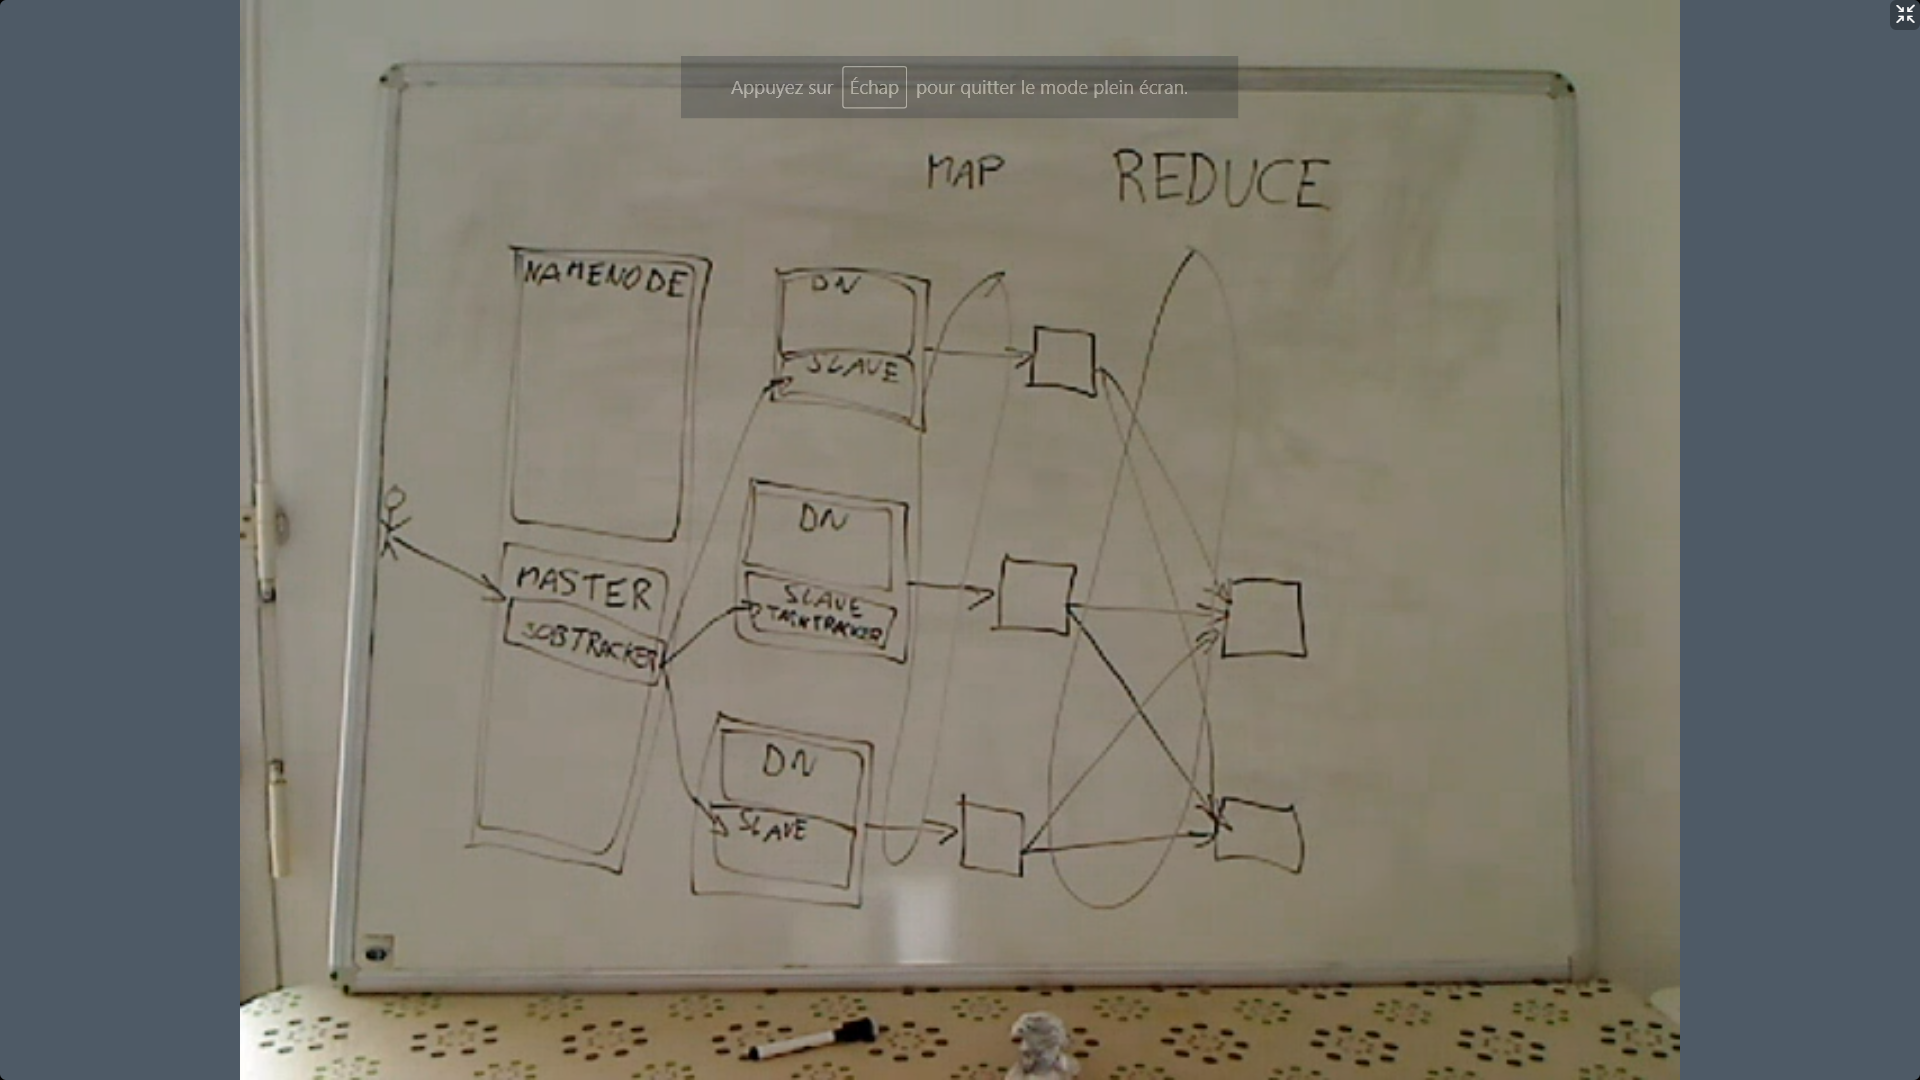 Appuyez sur Échap pour quitter le mode plein écran.
MAP REDUCE
NAMENODE
DN
SLAVE
DN
MASTER
SLAVE
TASKTRACKER
JOBTRACKER
DN
SLAVE